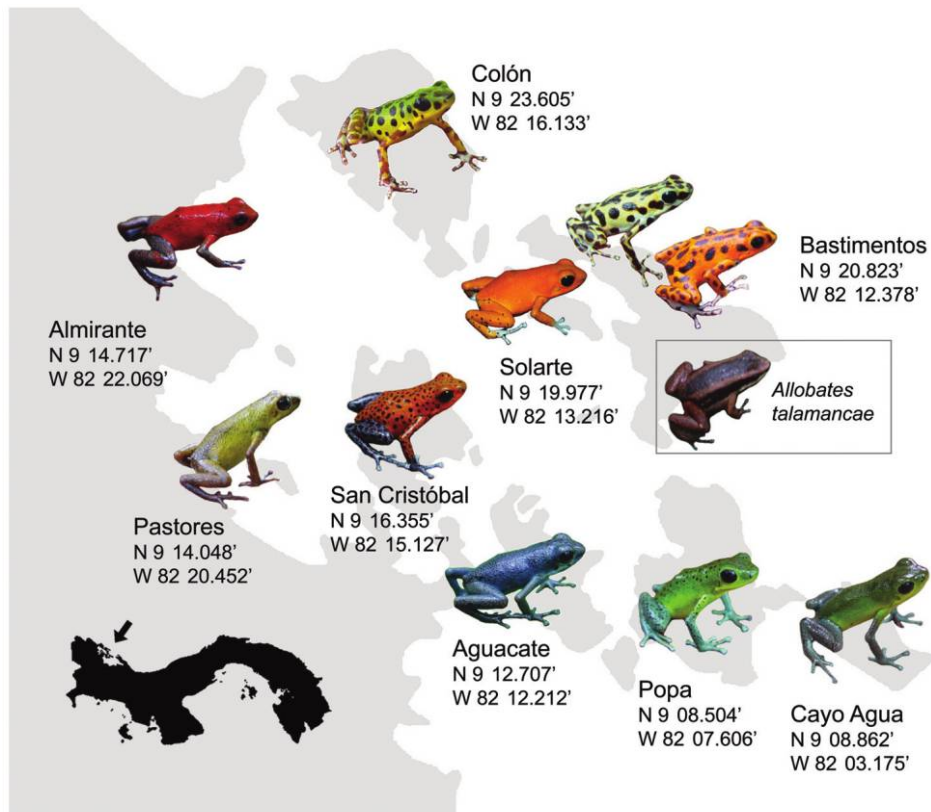 Colón
N 9 23.605’
W 82 16.133’
Bastimentos
N 9 20.823’
W 82 12.378’
Almirante
N 9 14.717’
W 82 22.069’
Solarte
N 9 19.977’
W 82 13.216’
Allobates
talamancae
San Cristóbal
N 9 16.355’
W 82 15.127’
Pastores
N 9 14.048’
W 82 20.452’
Aguacate
N 9 12.707’
W 82 12.212’
Popa
N 9 08.504’
W 82 07.606’
Cayo Agua
N 9 08.862’
W 82 03.175’